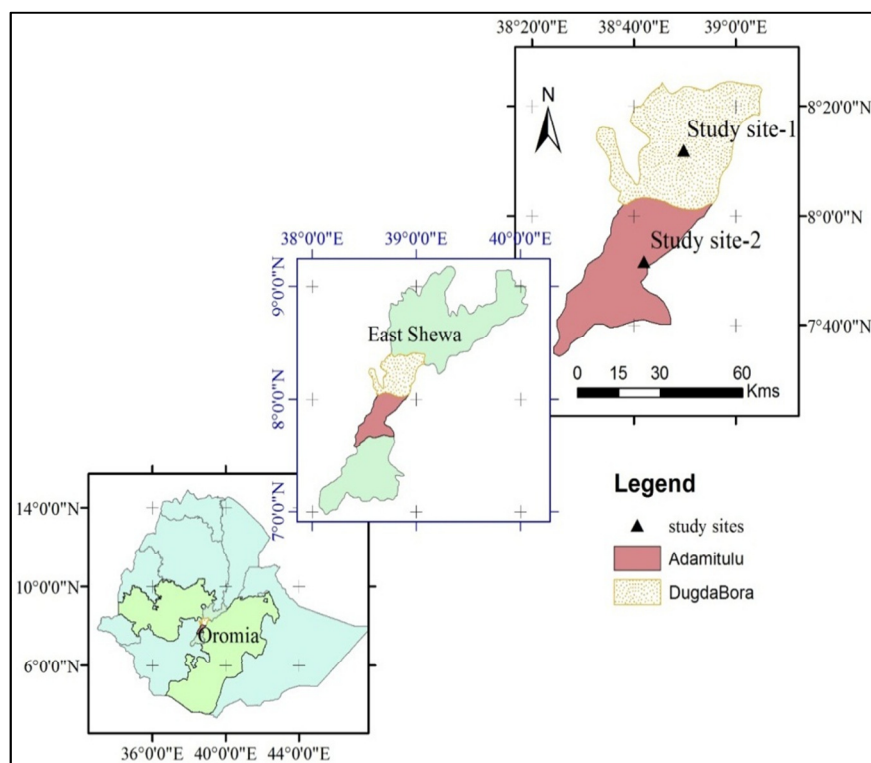 38°20'0"E 38°40'0"E 39°0'0"E
N
Study site-1
8°20'0"N
8°0'0"N
Study site-2
7°40'0"N
0 15 30 60
Kms
38°0'0"E 39°0'0"E 40°0'0"E
9°0'0"N
East Shewa
8°0'0"N
7°0'0"N
14°0'0"N
10°0'0"N
Oromia
6°0'0"N
36°0'0"E 40°0'0"E 44°0'0"E
Legend
study sites
Adamitulu
DugdaBora